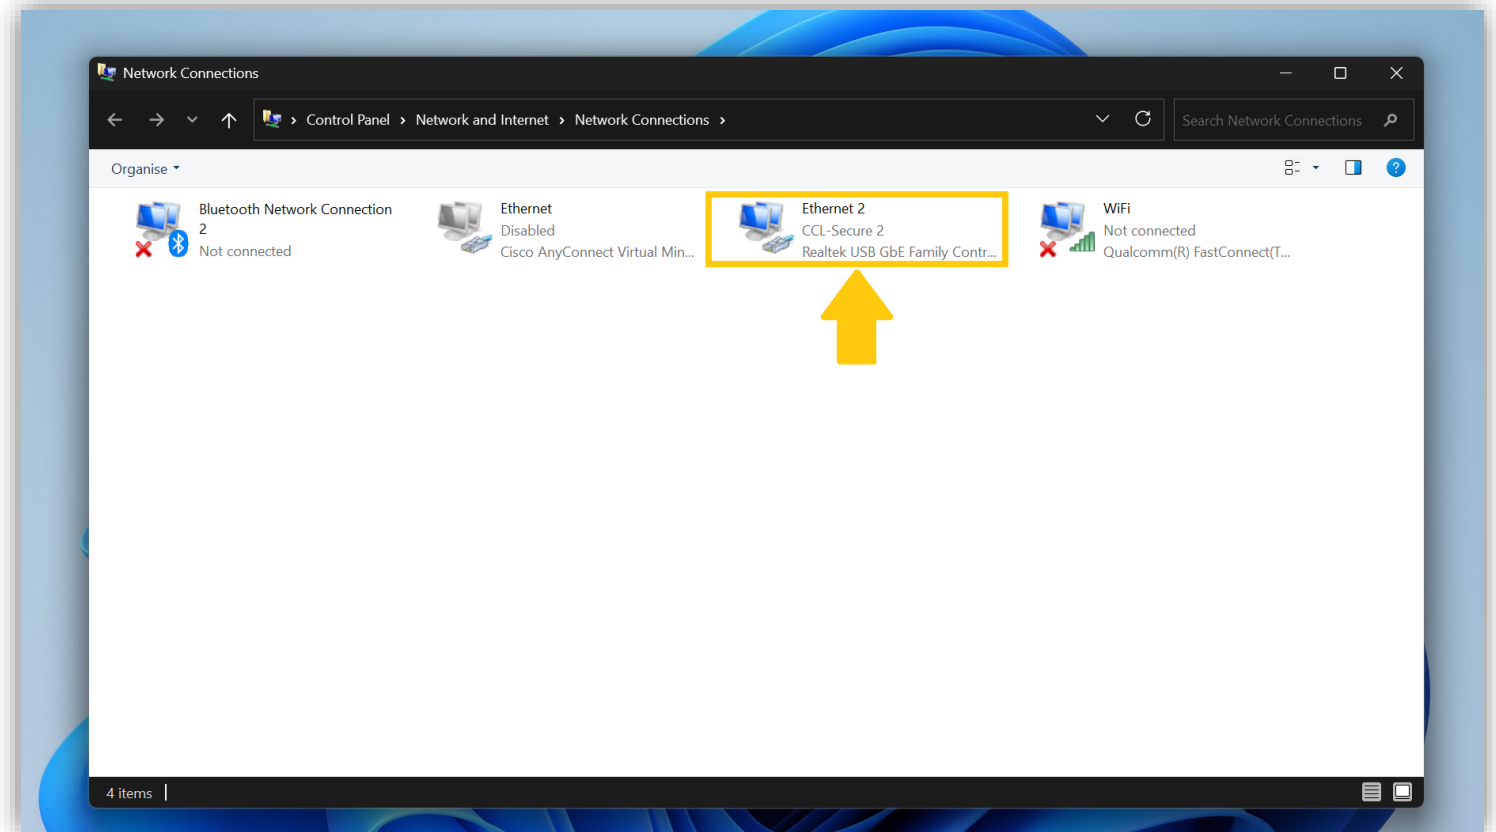 Network Connections
Control Panel > Network and Internet > Network Connections >
Search Network Connections
Organise
?
Bluetooth Network Connection
2
Not connected
Ethernet
Disabled
Cisco AnyConnect Virtual Min...
Ethernet 2
CCL-Secure 2
Realtek USB GbE Family Contr...
WiFi
Not connected
Qualcomm(R) FastConnect(T...
4 items